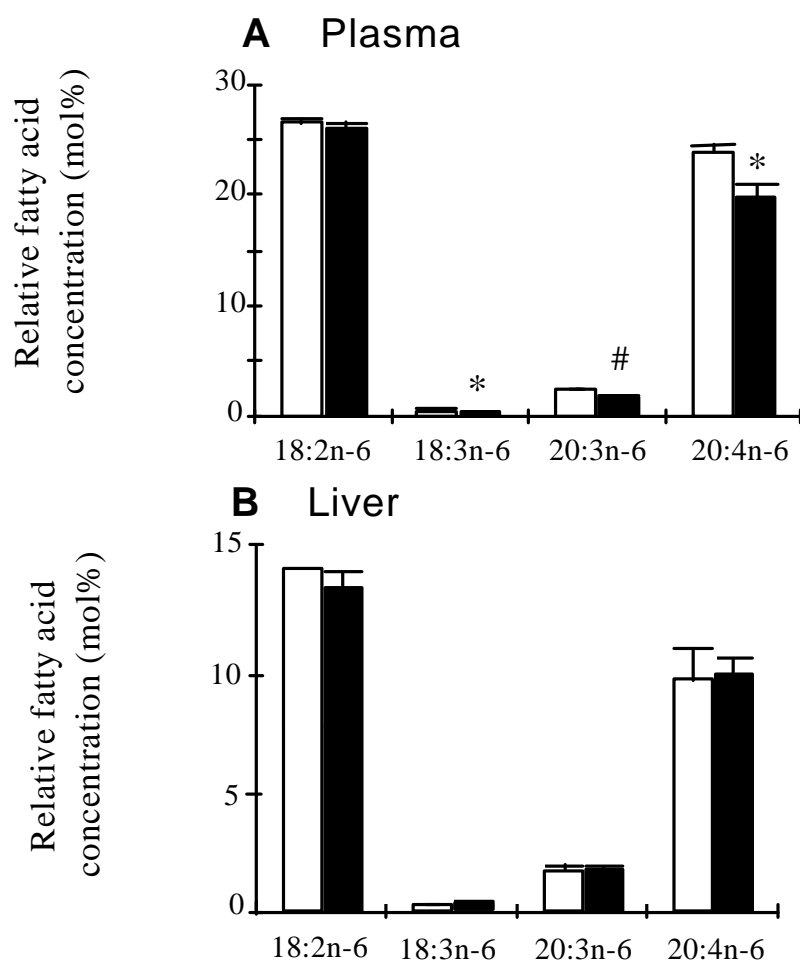 A Plasma
Relative fatty acid
concentration (mol%)
30
20
10
0
*
*
#
18:2n-6 18:3n-6 20:3n-6 20:4n-6
B Liver
Relative fatty acid
concentration (mol%)
15
10
5
0
18:2n-6 18:3n-6 20:3n-6 20:4n-6